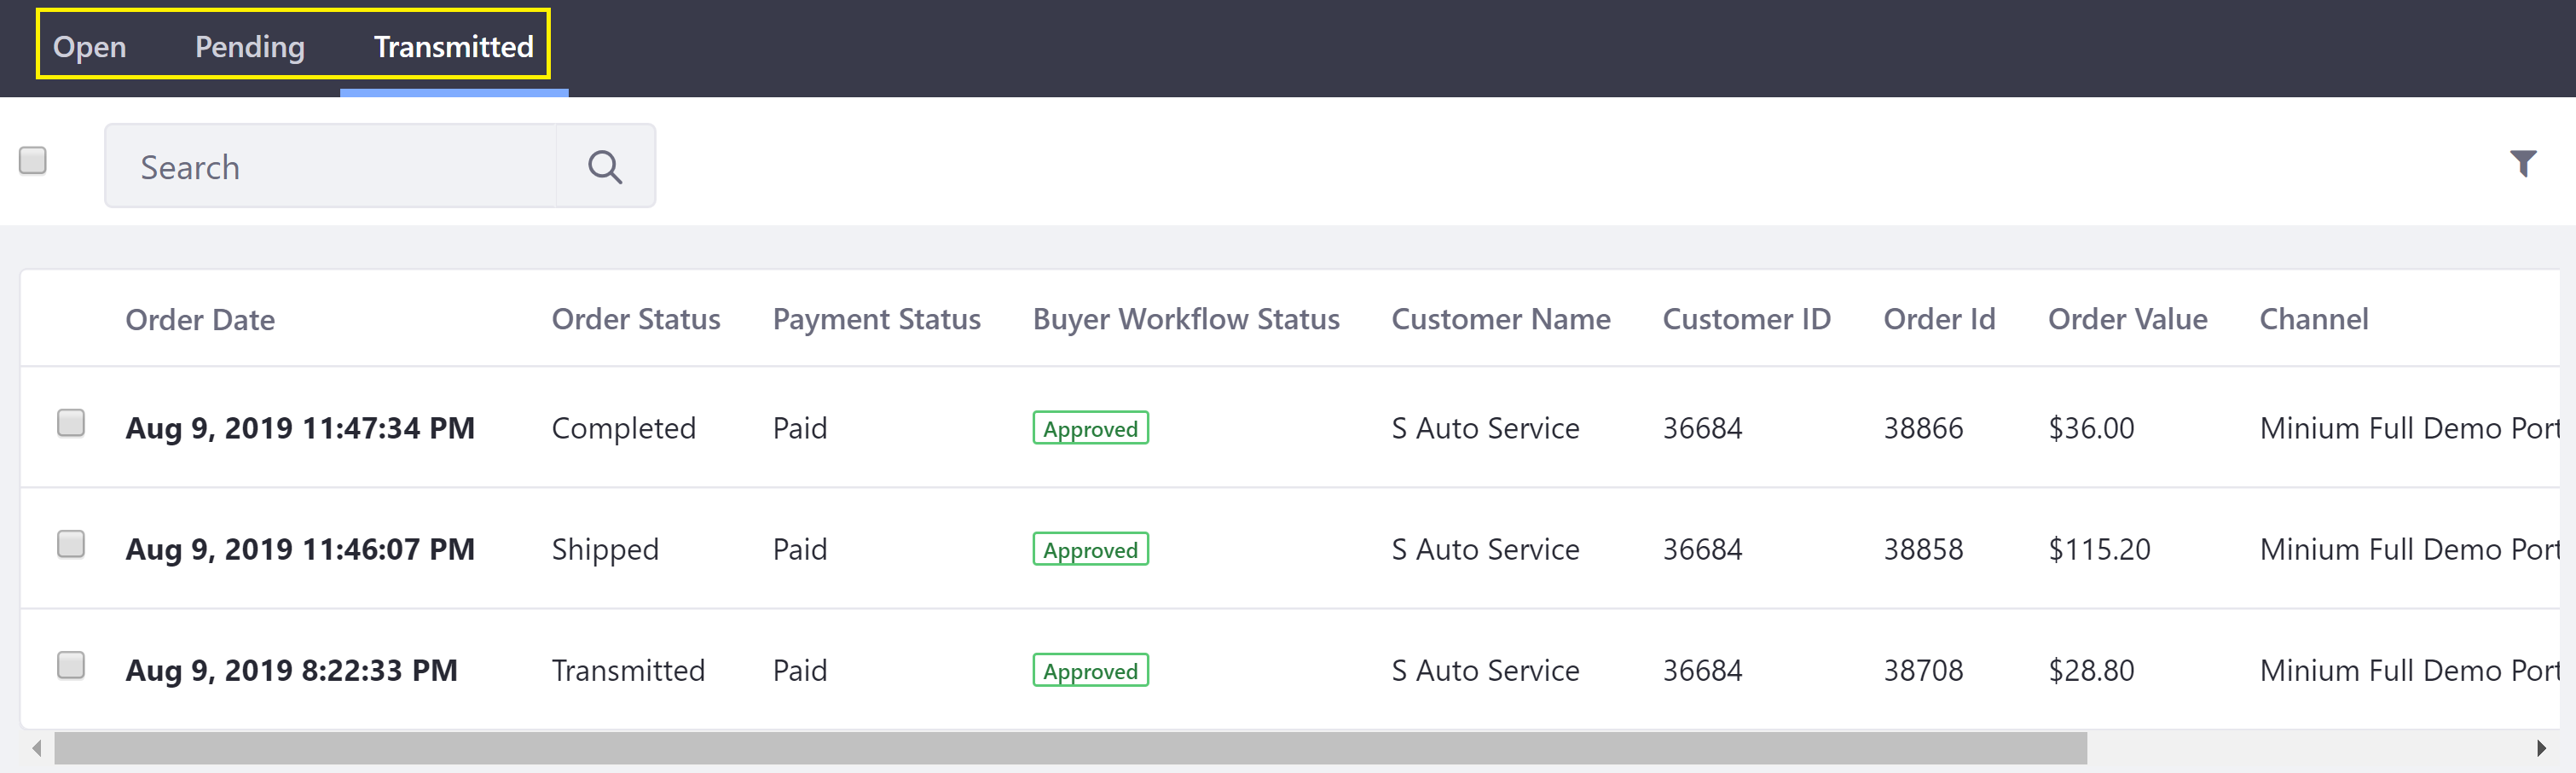 Open Pending Transmitted
Search
Order Date Order Status Payment Status Buyer Workflow Status Customer Name Customer ID Order Id Order Value Channel
Aug 9, 2019 11:47:34 PM Completed Paid Approved S Auto Service 36684 38866 $36.00 Minium Full Demo Port
Aug 9, 2019 11:46:07 PM Shipped Paid Approved S Auto Service 36684 38858 $115.20 Minium Full Demo Port
Aug 9, 2019 8:22:33 PM Transmitted Paid Approved S Auto Service 36684 38708 $28.80 Minium Full Demo Port